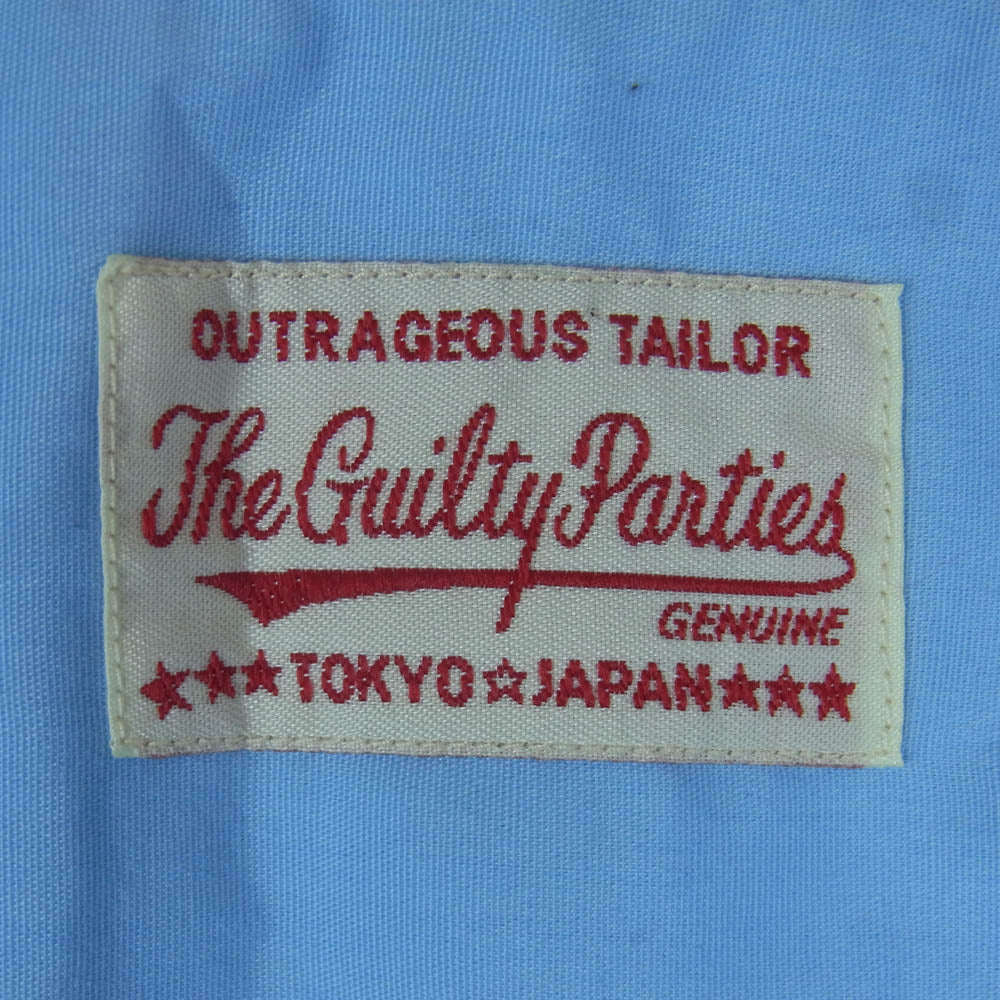 OUTRAGEOUS TAILOR
The Guilty Parties
GENUINE
★★★TOKYO☆JAPAN★★★